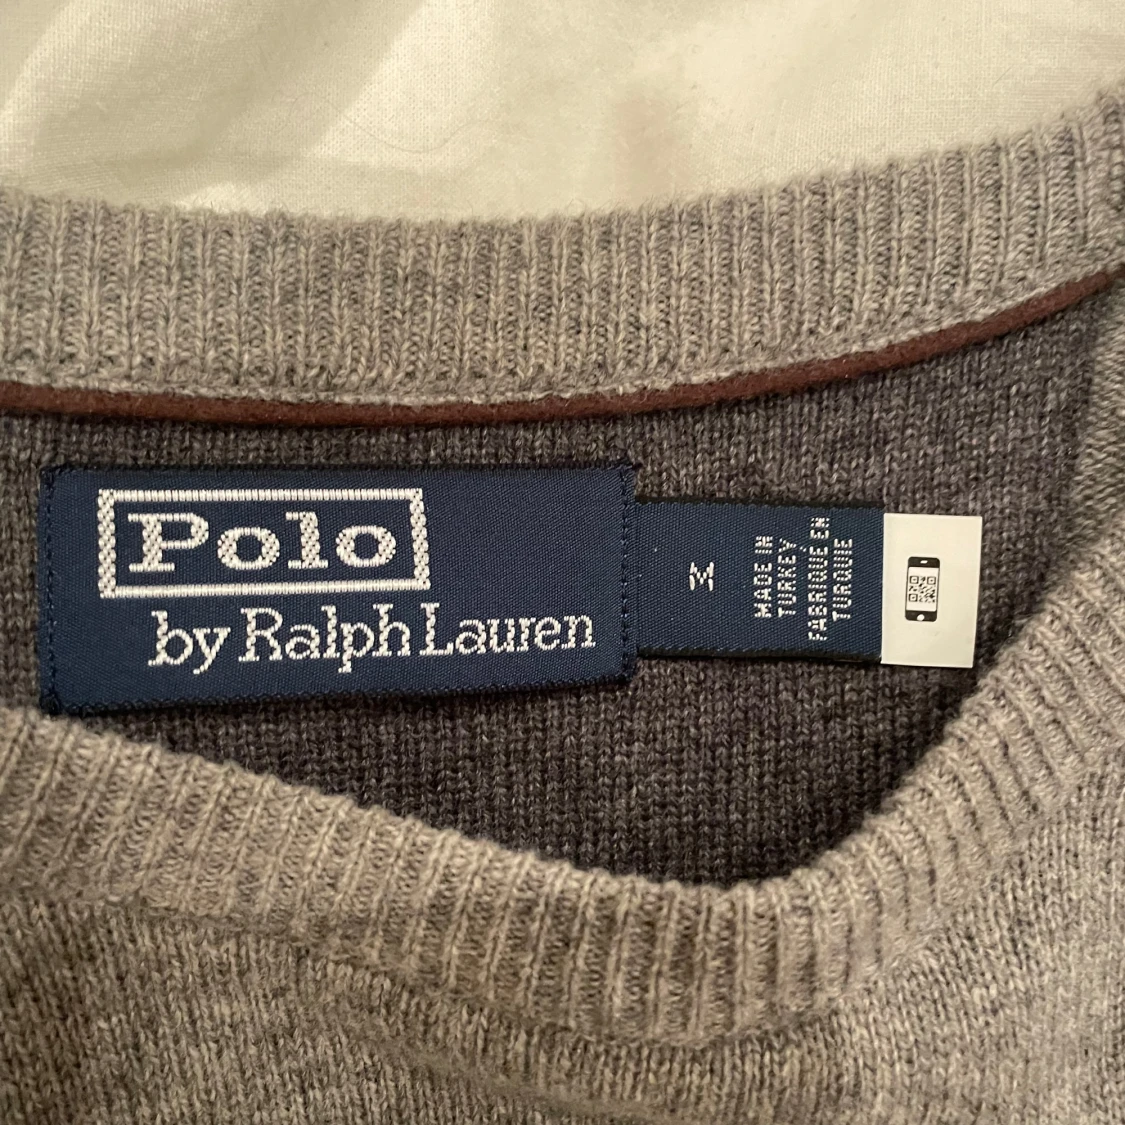 Polo
by Ralph Lauren
M
MADE IN
TURKEY
FABRIQUÉ EN
TURQUIE